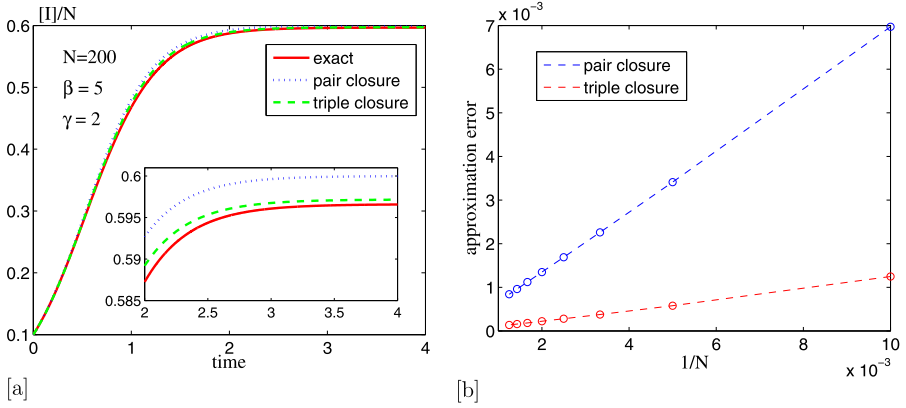 [I]/N
0.6
0.5
0.4
0.3
0.2
0.1
N=200
β = 5
γ = 2
exact
pair closure
triple closure
0.6
0.595
0.59
0.585
2 2.5 3 3.5 4
0 1 2 3 4
time
[a]
7 x 10⁻³
6
5
4
3
2
1
0
approximation error
pair closure
triple closure
2 4 6 8 10
1/N
x 10⁻³
[b]